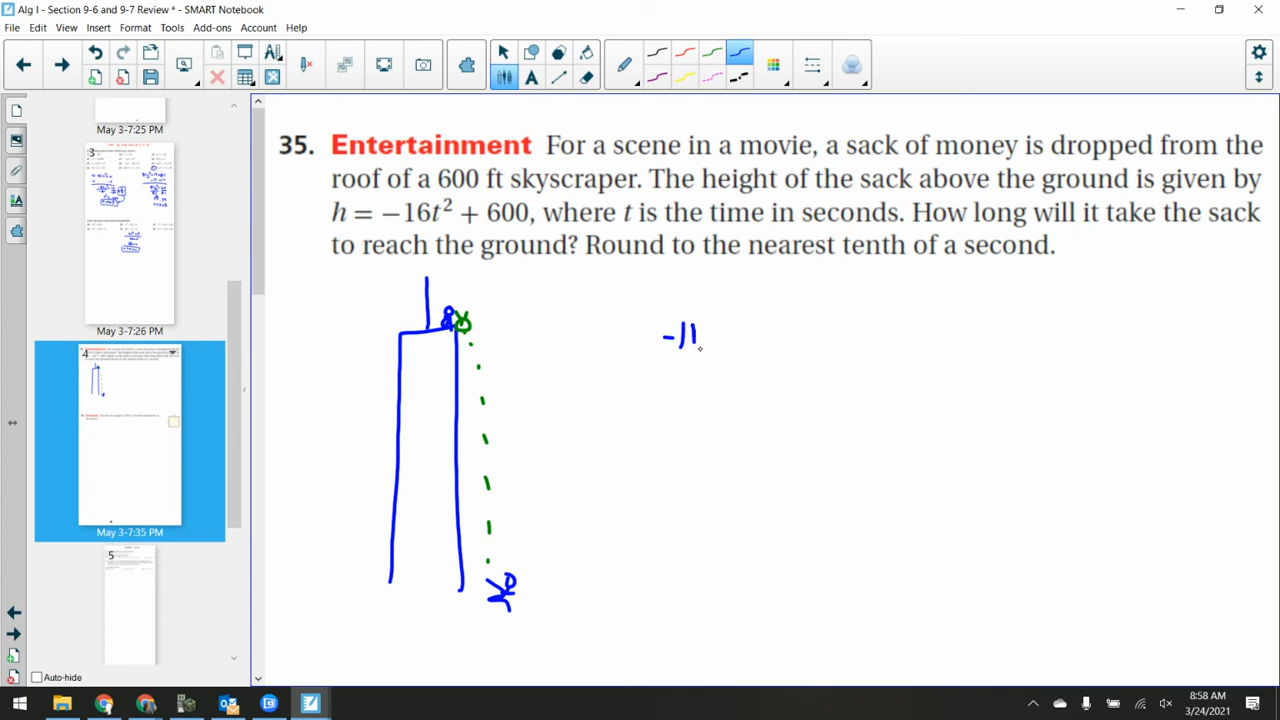 Alg I - Section 9-6 and 9-7 Review * - SMART Notebook
File Edit View Insert Format Tools Add-ons Account Help
May 3-7:25 PM
3
May 3-7:26 PM
4
May 3-7:35 PM
5
Auto-hide
35. Entertainment For a scene in a movie, a sack of money is dropped from the
roof of a 600 ft skyscraper. The height of the sack above the ground is given by
h = −16t² + 600, where t is the time in seconds. How long will it take the sack
to reach the ground? Round to the nearest tenth of a second.
8:58 AM
3/24/2021